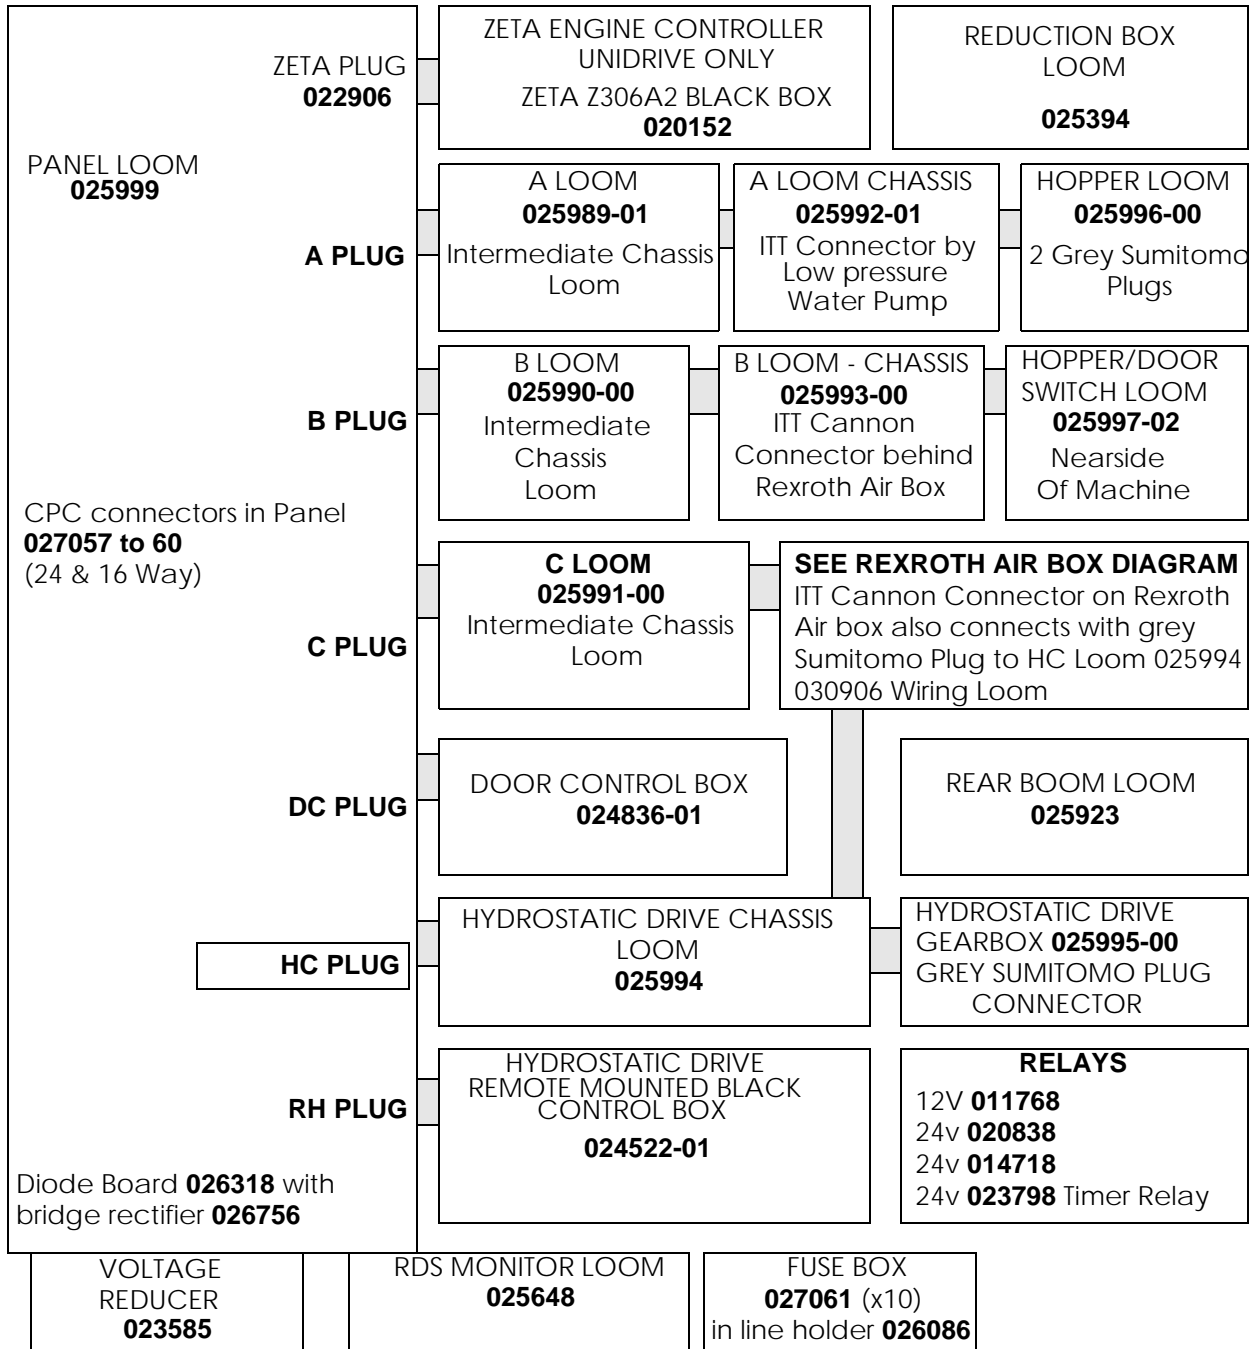 ZETA PLUG
022906
ZETA ENGINE CONTROLLER
UNIDRIVE ONLY
ZETA Z306A2 BLACK BOX
020152
REDUCTION BOX
LOOM
025394
PANEL LOOM
025999
A PLUG
A LOOM
025989-01
Intermediate Chassis
Loom
A LOOM CHASSIS
025992-01
ITT Connector by
Low pressure
Water Pump
HOPPER LOOM
025996-00
2 Grey Sumitomo
Plugs
B PLUG
B LOOM
025990-00
Intermediate
Chassis
Loom
B LOOM - CHASSIS
025993-00
ITT Cannon
Connector behind
Rexroth Air Box
HOPPER/DOOR
SWITCH LOOM
025997-02
Nearside
Of Machine
CPC connectors in Panel
027057 to 60
(24 & 16 Way)
C PLUG
C LOOM
025991-00
Intermediate Chassis
Loom
SEE REXROTH AIR BOX DIAGRAM
ITT Cannon Connector on Rexroth
Air box also connects with grey
Sumitomo Plug to HC Loom 025994
030906 Wiring Loom
DC PLUG
DOOR CONTROL BOX
024836-01
REAR BOOM LOOM
025923
HC PLUG
HYDROSTATIC DRIVE CHASSIS
LOOM
025994
HYDROSTATIC DRIVE
GEARBOX 025995-00
GREY SUMITOMO PLUG
CONNECTOR
RH PLUG
HYDROSTATIC DRIVE
REMOTE MOUNTED BLACK
CONTROL BOX
024522-01
RELAYS
12V 011768
24v 020838
24v 014718
24v 023798 Timer Relay
Diode Board 026318 with
bridge rectifier 026756
VOLTAGE
REDUCER
023585
RDS MONITOR LOOM
025648
FUSE BOX
027061 (x10)
in line holder 026086